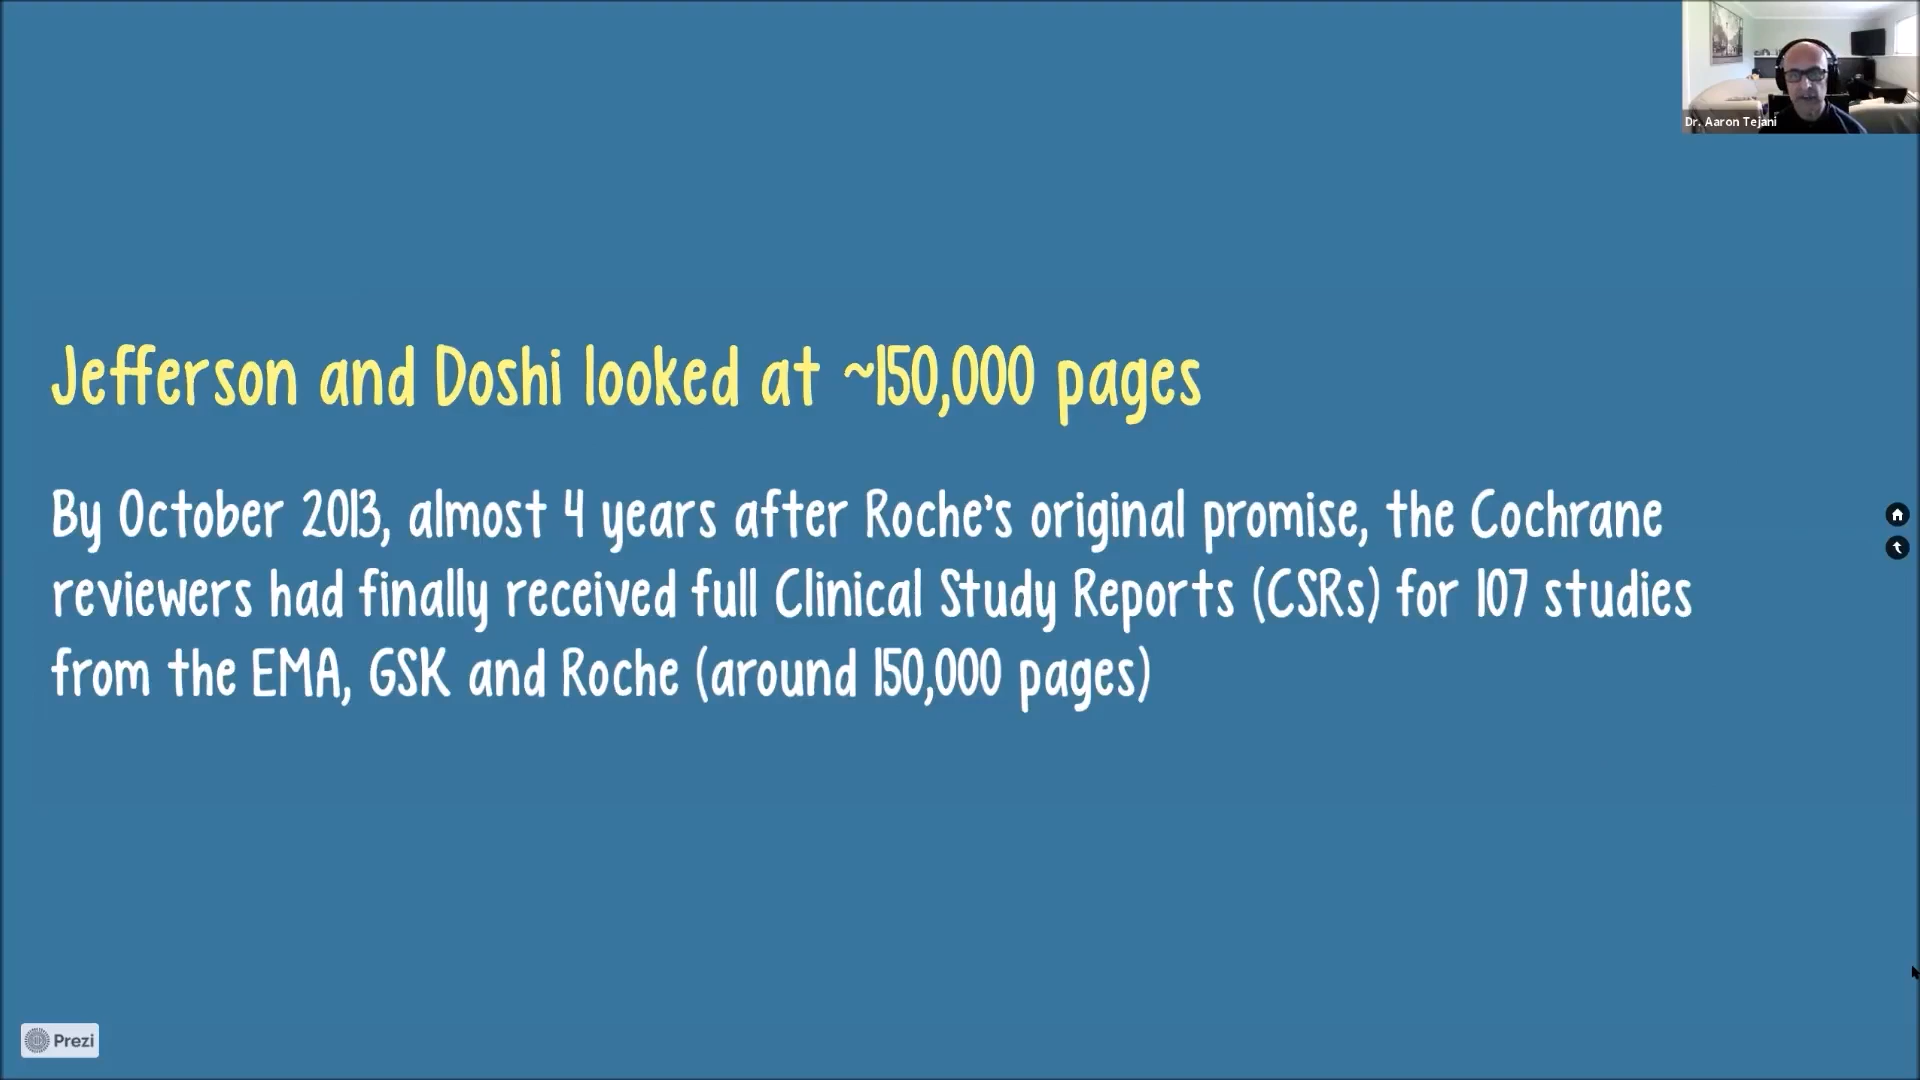 Dr. Aaron Tejani
Jefferson and Doshi looked at ~150,000 pages
By October 2013, almost 4 years after Roche's original promise, the Cochrane
reviewers had finally received full Clinical Study Reports (CSRs) for 107 studies
from the EMA, GSK and Roche (around 150,000 pages)
Prezi